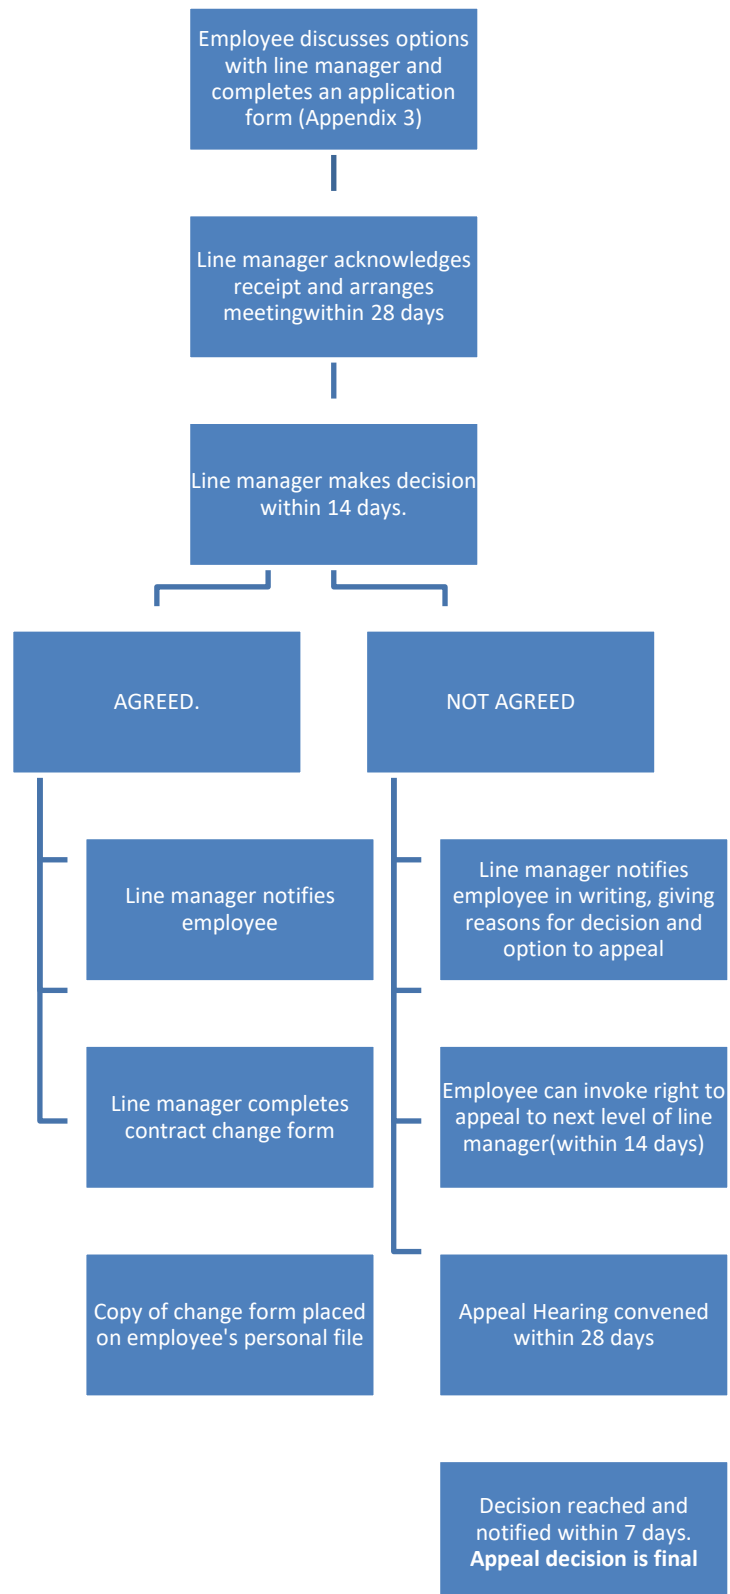 Employee discusses options
with line manager and
completes an application
form (Appendix 3)
Line manager acknowledges
receipt and arranges
meetingwithin 28 days
Line manager makes decision
within 14 days.
AGREED.
NOT AGREED
Line manager notifies
employee
Line manager completes
contract change form
Copy of change form placed
on employee's personal file
Line manager notifies
employee in writing, giving
reasons for decision and
option to appeal
Employee can invoke right to
appeal to next level of line
manager(within 14 days)
Appeal Hearing convened
within 28 days
Decision reached and
notified within 7 days.
Appeal decision is final